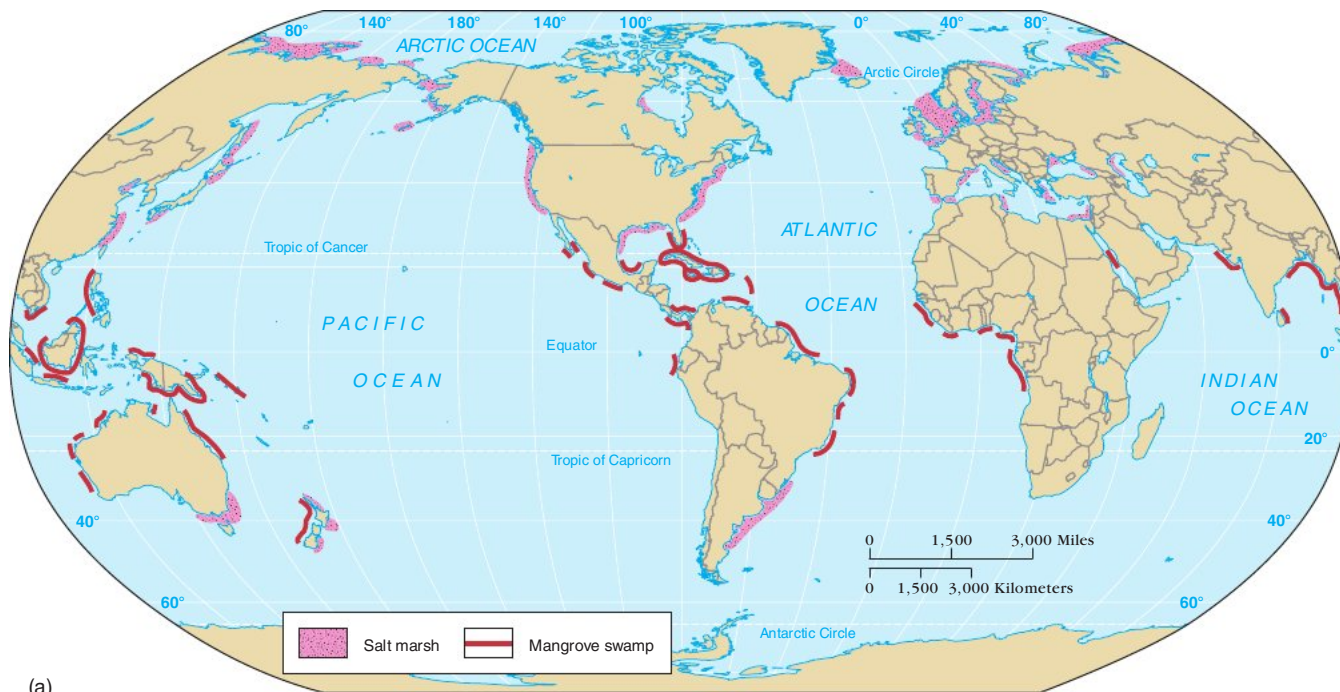 140° 180° 140° 100° 0° 40° 80°
80°
ARCTIC OCEAN
Arctic Circle
ATLANTIC
OCEAN
Tropic of Cancer
PACIFIC
OCEAN
Equator
0°
INDIAN
OCEAN
20°
Tropic of Capricorn
40°
40°
0 1,500 3,000 Miles
0 1,500 3,000 Kilometers
60°
60°
Antarctic Circle
Salt marsh
Mangrove swamp
(a)